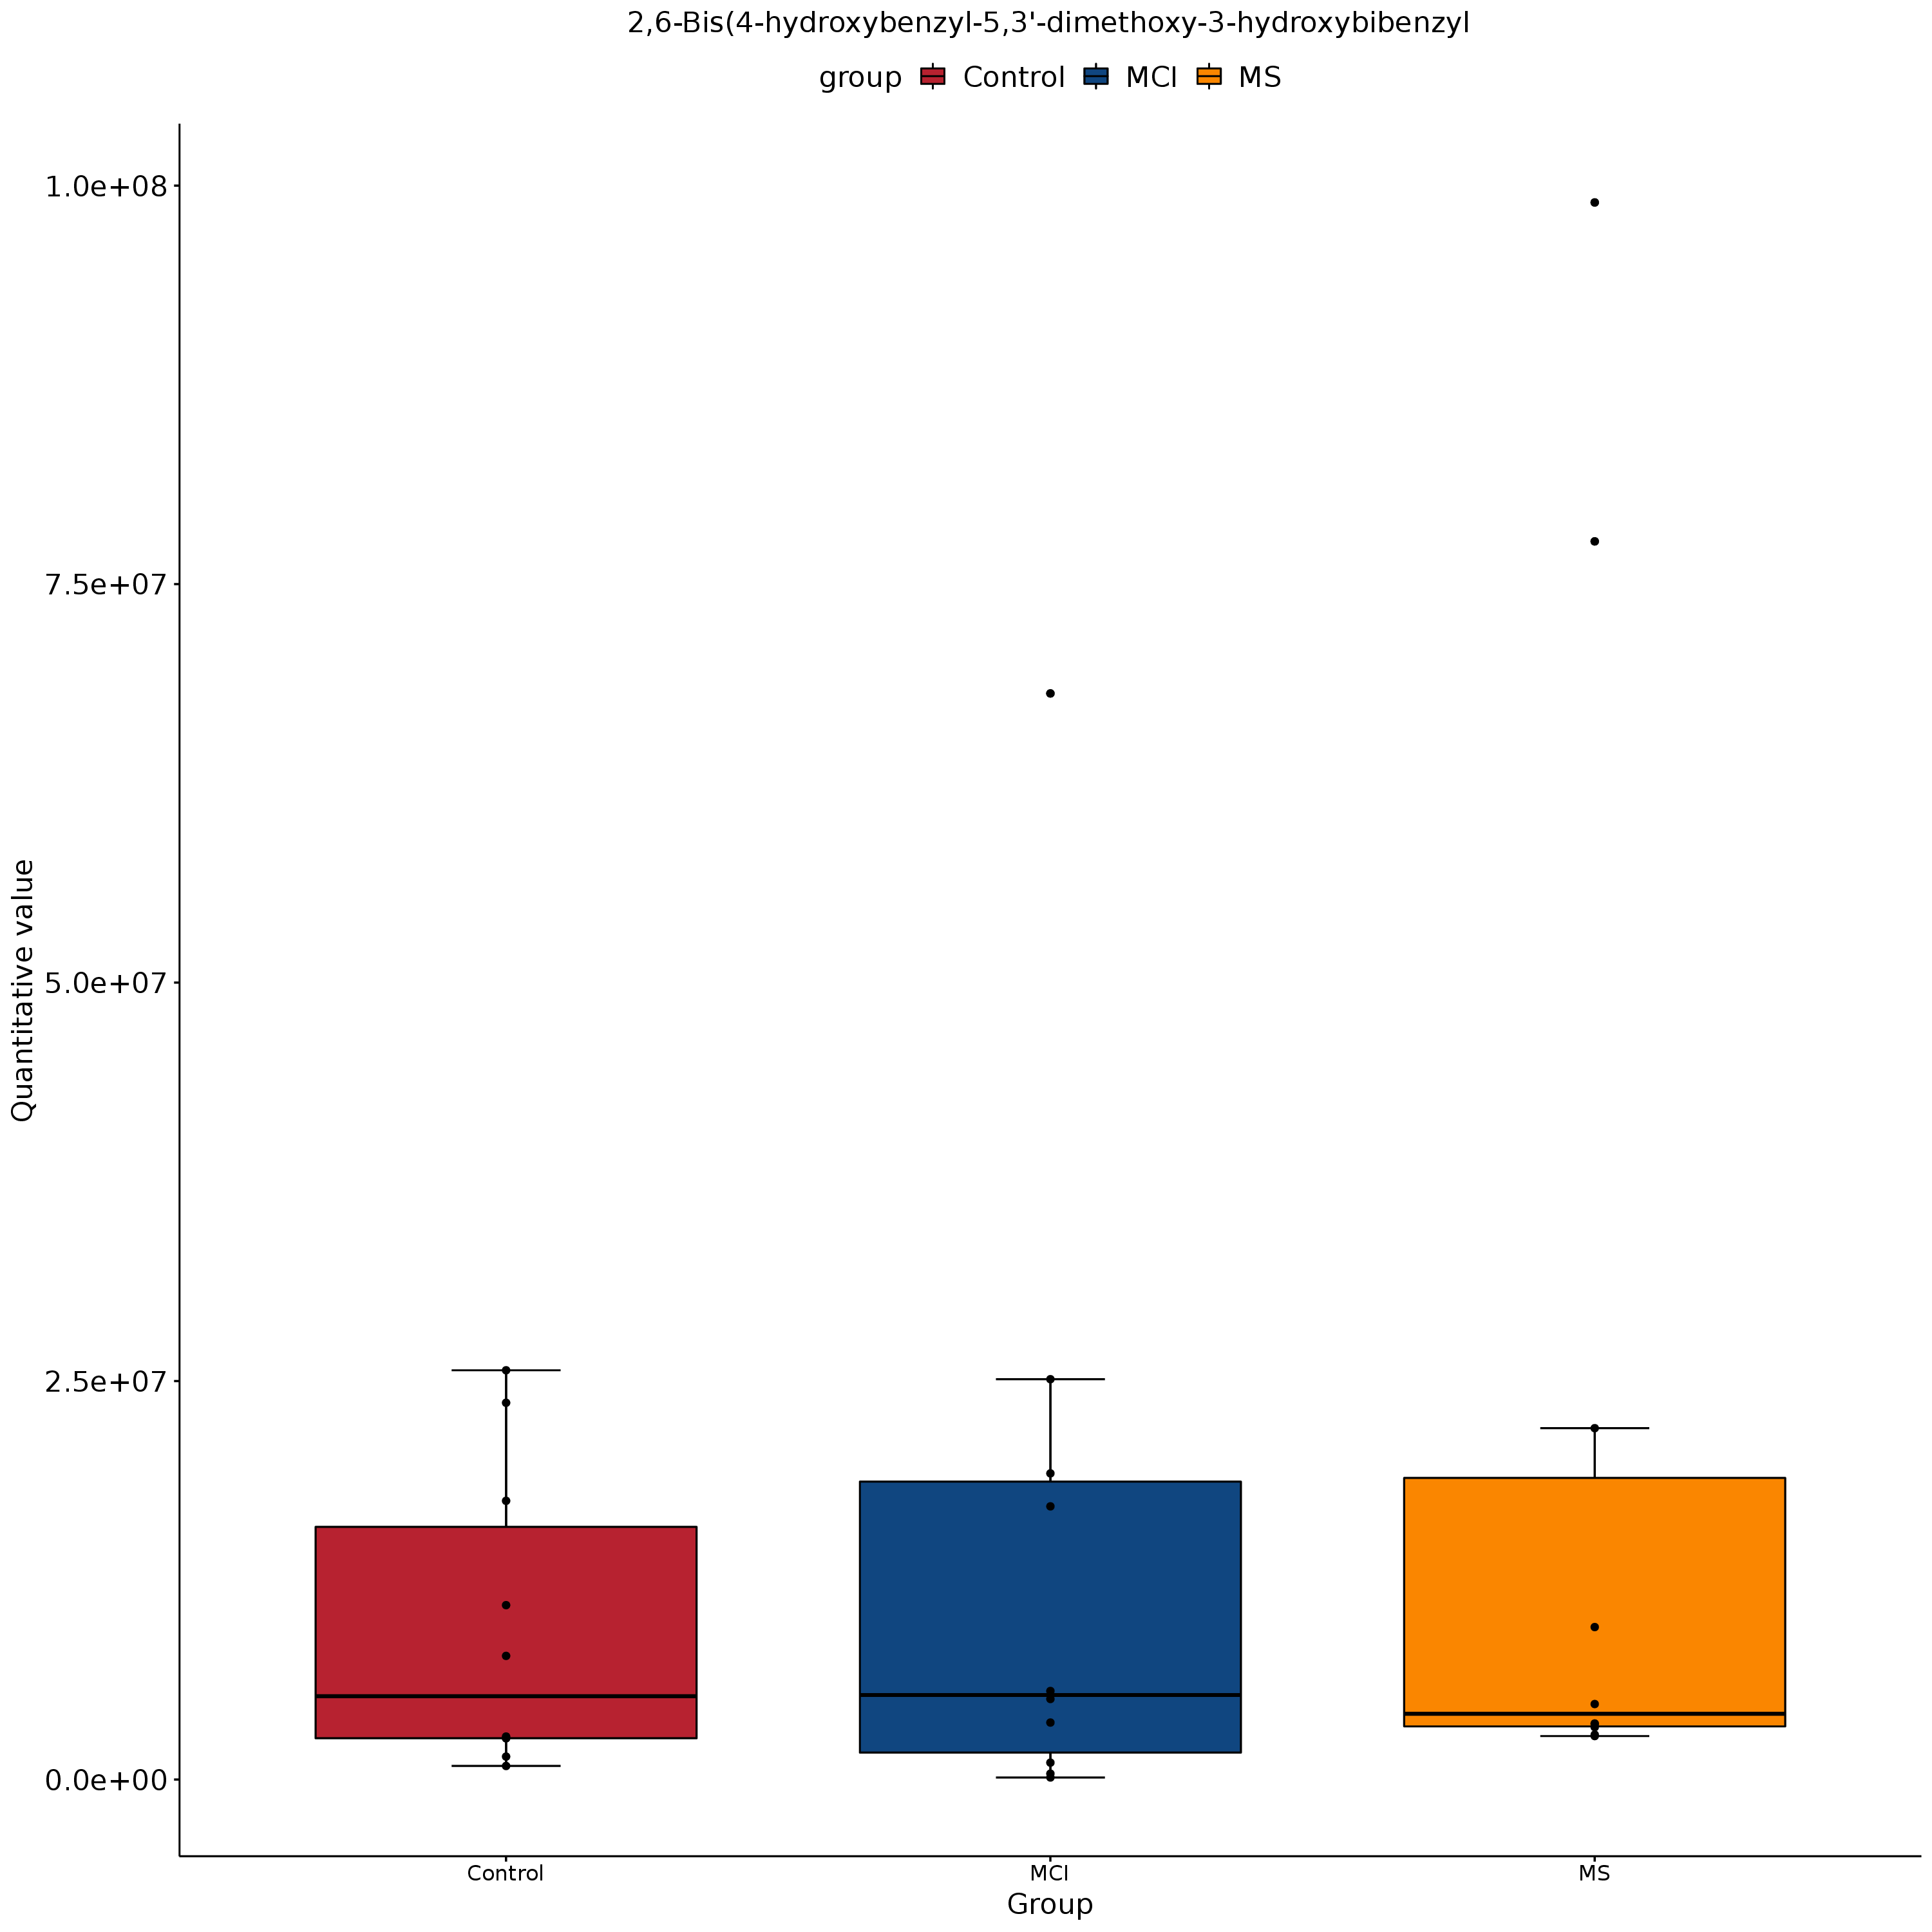 2,6-Bis(4-hydroxybenzyl-5,3'-dimethoxy-3-hydroxybibenzyl
group Control MCI MS
1.0e+08
7.5e+07
5.0e+07
2.5e+07
0.0e+00
Quantitative value
Control MCI MS
Group